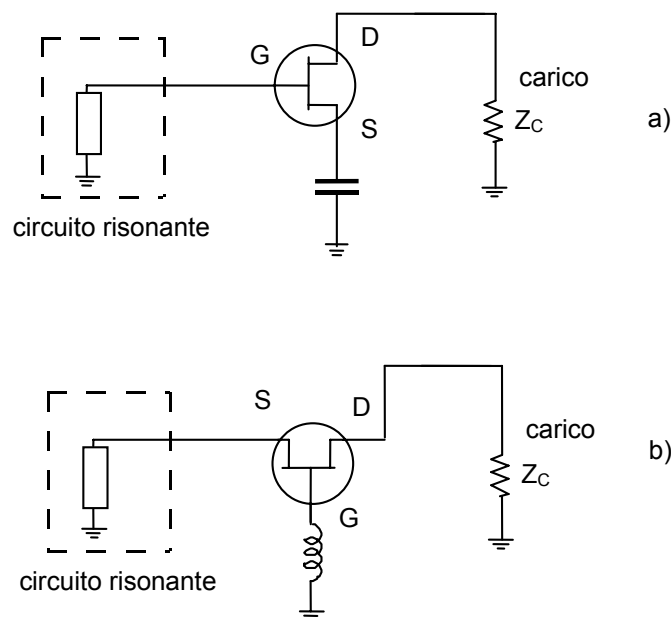 D
G
carico
Z_C
a)
S
circuito risonante
S
D
carico
b)
Z_C
G
circuito risonante